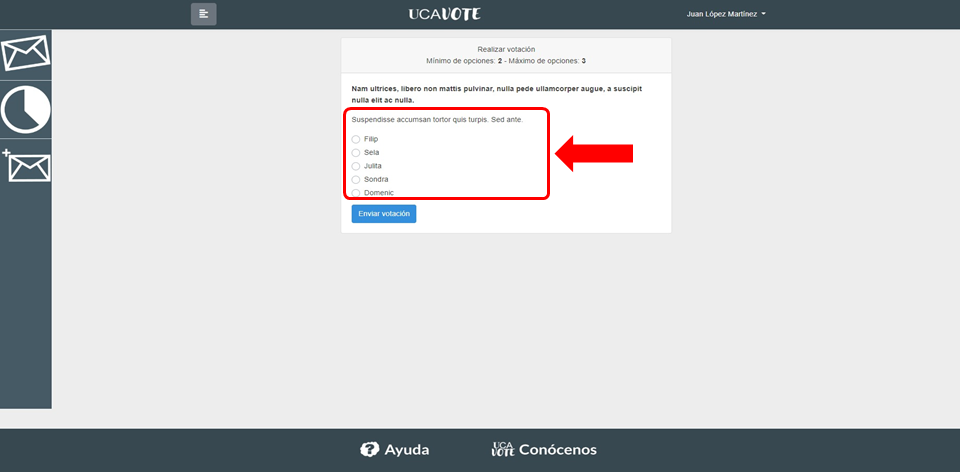 UCAVOTE
Juan López Martínez
Realizar votación
Mínimo de opciones: 2 - Máximo de opciones: 3
Nam ultrices, libero non mattis pulvinar, nulla pede ullamcorper augue, a suscipit
nulla elit ac nulla.
Suspendisse accumsan tortor quis turpis. Sed ante.
Filip
Sela
Julita
Sondra
Domenic
Enviar votación
Ayuda
UCA VOTE Conócenos